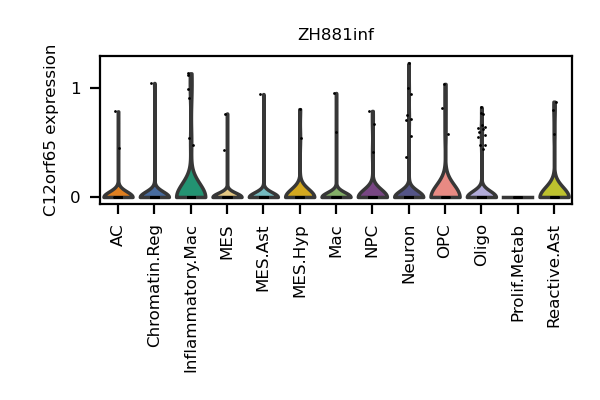 ZH881inf
C12orf65 expression
1
0
AC
Chromatin.Reg
Inflammatory.Mac
MES
MES.Ast
MES.Hyp
Mac
NPC
Neuron
OPC
Oligo
Prolif.Metab
Reactive.Ast